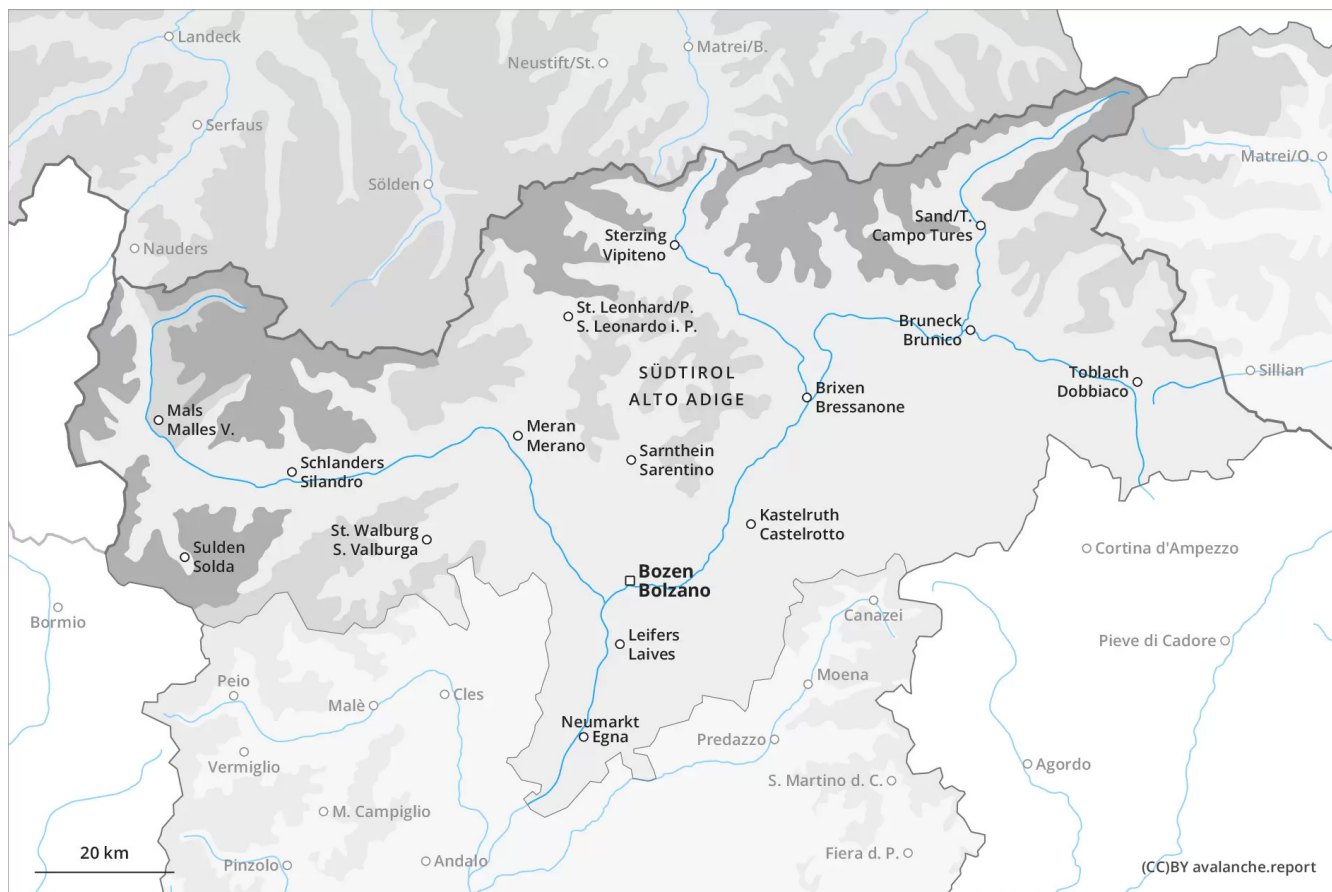 Landeck
Matrei/B.
Neustift/St.
Serfaus
Matrei/O.
Sölden
Sand/T.
Campo Tures
Sterzing
Vipiteno
Nauders
St. Leonhard/P.
S. Leonardo i. P.
Bruneck
Brunico
SÜDTIROL
ALTO ADIGE
Toblach
Dobbiaco
Sillian
Brixen
Bressanone
Mals
Malles V.
Meran
Merano
Sarnthein
Sarentino
Schlanders
Silandro
Kastelruth
Castelrotto
St. Walburg
S. Valburga
Sulden
Solda
Cortina d'Ampezzo
Bozen
Bolzano
Bormio
Canazei
Leifers
Laives
Pieve di Cadore
Peio
Moena
Malè
Cles
Neumarkt
Egna
Predazzo
Vermiglio
Agordo
S. Martino d. C.
M. Campiglio
20 km
Pinzolo
Andalo
Fiera d. P.
(CC)BY avalanche.report